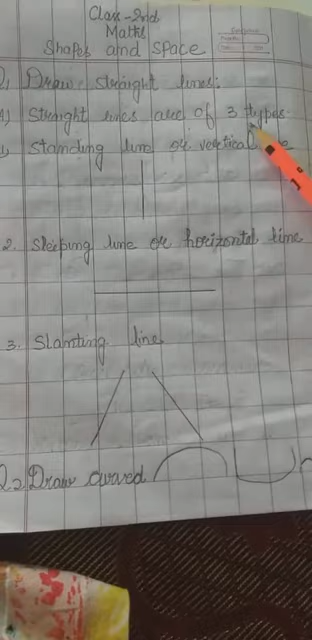 Class-2nd
Maths
Shapes and space
Q1 Draw straight lines:
A) Straight lines are of 3 types.
1. Standing line or vertical line
2. Sleeping line or horizontal line
3. Slanting line
Q2. Draw curved